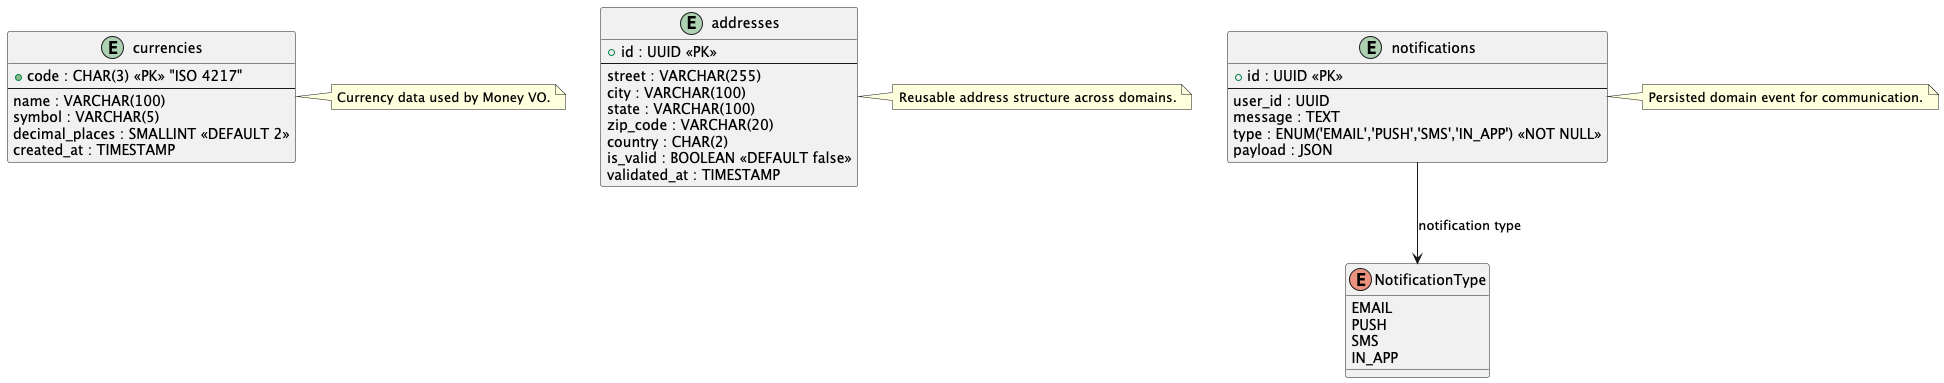 E currencies
code : CHAR(3) «PK» "ISO 4217"
name : VARCHAR(100)
symbol : VARCHAR(5)
decimal_places : SMALLINT «DEFAULT 2»
created_at : TIMESTAMP
Currency data used by Money VO.
E addresses
id : UUID «PK»
street : VARCHAR(255)
city : VARCHAR(100)
state : VARCHAR(100)
zip_code : VARCHAR(20)
country : CHAR(2)
is_valid : BOOLEAN «DEFAULT false»
validated_at : TIMESTAMP
Reusable address structure across domains.
E notifications
id : UUID «PK»
user_id : UUID
message : TEXT
type : ENUM('EMAIL','PUSH','SMS','IN_APP') «NOT NULL»
payload : JSON
Persisted domain event for communication.
notification type
E NotificationType
EMAIL
PUSH
SMS
IN_APP